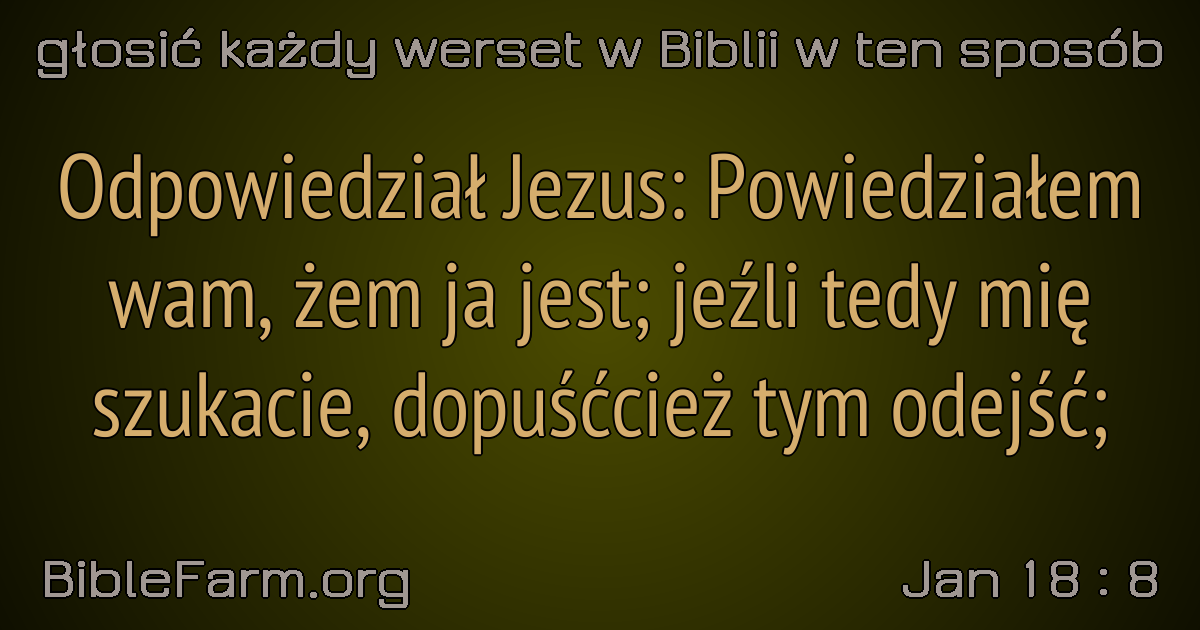 głosić każdy werset w Biblii w ten sposób
Odpowiedział Jezus: Powiedziałem
wam, żem ja jest; jeźli tedy mię
szukacie, dopuśćcież tym odejść;
BibleFarm.org
Jan 18 : 8